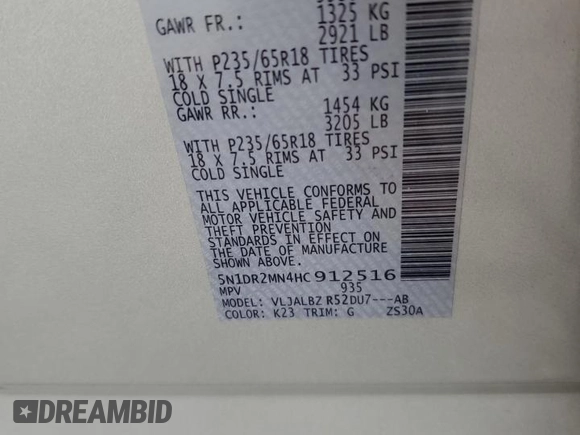 1325 KG
GAWR FR.: 2921 LB
WITH P235/65R18 TIRES
18 X 7.5 RIMS AT 33 PSI
COLD SINGLE
GAWR RR.: 1454 KG
3205 LB
WITH P235/65R18 TIRES
18 X 7.5 RIMS AT 33 PSI
COLD SINGLE
THIS VEHICLE CONFORMS TO
ALL APPLICABLE FEDERAL
MOTOR VEHICLE SAFETY AND
THEFT PREVENTION
STANDARDS IN EFFECT ON
THE DATE OF MANUFACTURE
SHOWN ABOVE.
5N1DR2MN4HC912516
MPV 935
MODEL: VLJALBZ R52DU7---AB
COLOR: K23 TRIM: G ZS30A
DREAMBID